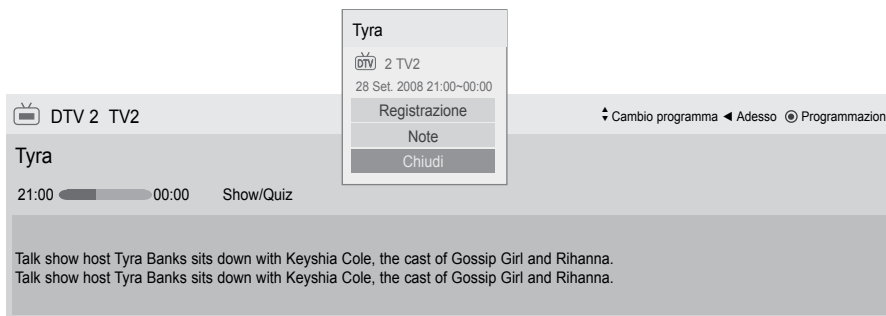 Tyra
DTV 2 TV2
28 Set. 2008 21:00~00:00
Registrazione
Note
Chiudi
DTV 2 TV2
Cambio programma ◄ Adesso ◉ Programmazion
Tyra
21:00 00:00 Show/Quiz
Talk show host Tyra Banks sits down with Keyshia Cole, the cast of Gossip Girl and Rihanna.
Talk show host Tyra Banks sits down with Keyshia Cole, the cast of Gossip Girl and Rihanna.